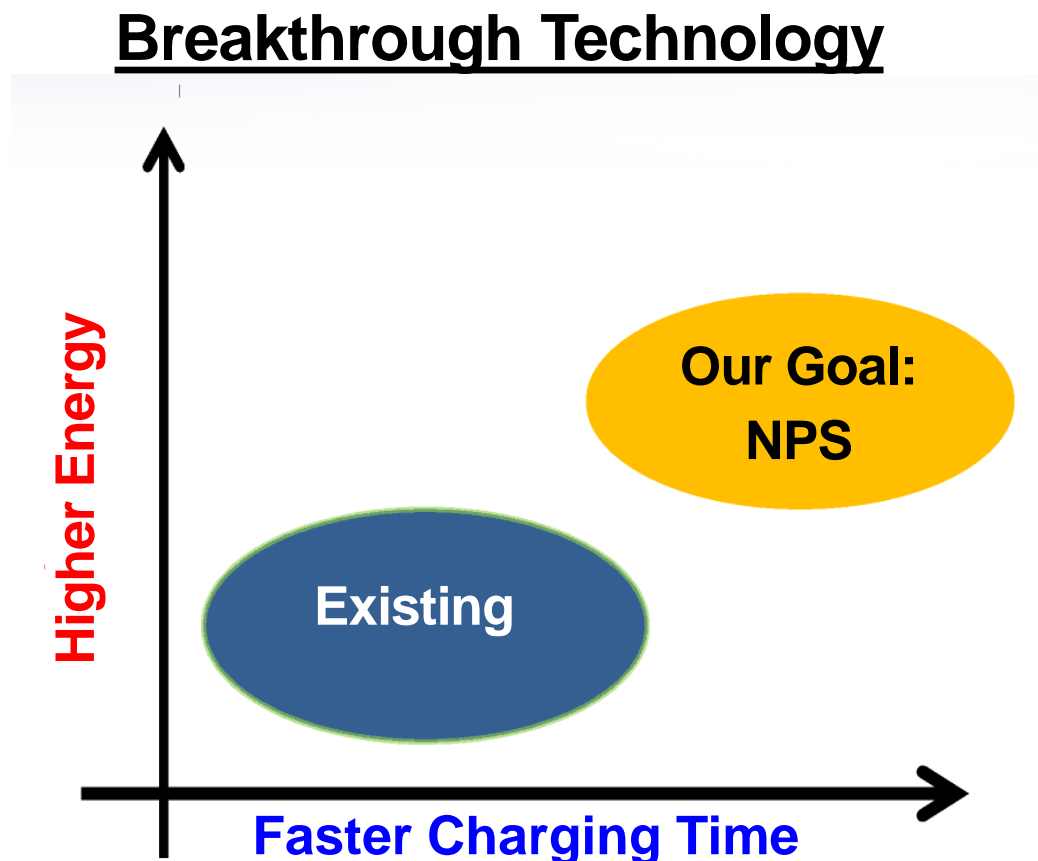 Breakthrough Technology
Higher Energy
Our Goal:
NPS
Existing
Faster Charging Time